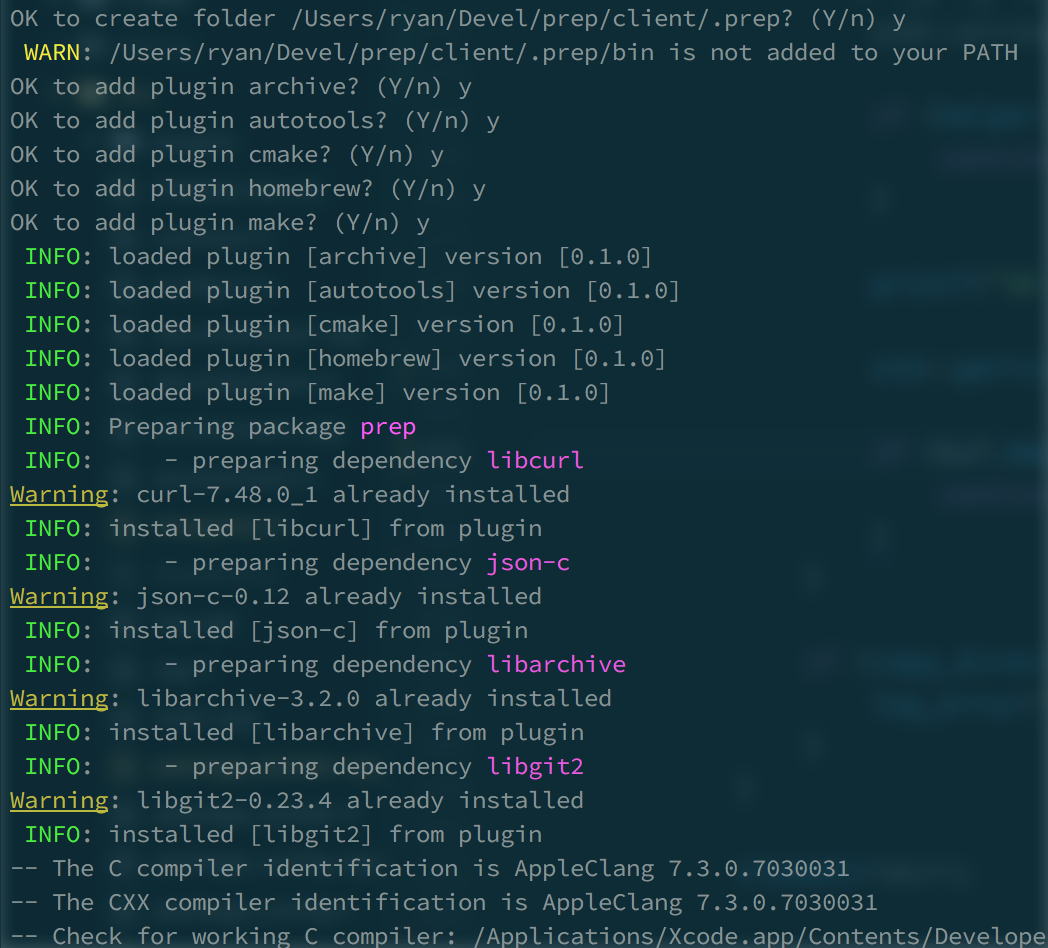 OK to create folder /Users/ryan/Devel/prep/client/.prep? (Y/n) y
WARN: /Users/ryan/Devel/prep/client/.prep/bin is not added to your PATH
OK to add plugin archive? (Y/n) y
OK to add plugin autotools? (Y/n) y
OK to add plugin cmake? (Y/n) y
OK to add plugin homebrew? (Y/n) y
OK to add plugin make? (Y/n) y
INFO: loaded plugin [archive] version [0.1.0]
INFO: loaded plugin [autotools] version [0.1.0]
INFO: loaded plugin [cmake] version [0.1.0]
INFO: loaded plugin [homebrew] version [0.1.0]
INFO: loaded plugin [make] version [0.1.0]
INFO: Preparing package prep
INFO:     - preparing dependency libcurl
Warning: curl-7.48.0_1 already installed
INFO: installed [libcurl] from plugin
INFO:     - preparing dependency json-c
Warning: json-c-0.12 already installed
INFO: installed [json-c] from plugin
INFO:     - preparing dependency libarchive
Warning: libarchive-3.2.0 already installed
INFO: installed [libarchive] from plugin
INFO:     - preparing dependency libgit2
Warning: libgit2-0.23.4 already installed
INFO: installed [libgit2] from plugin
-- The C compiler identification is AppleClang 7.3.0.7030031
-- The CXX compiler identification is AppleClang 7.3.0.7030031
-- Check for working C compiler: /Applications/Xcode.app/Contents/Develope